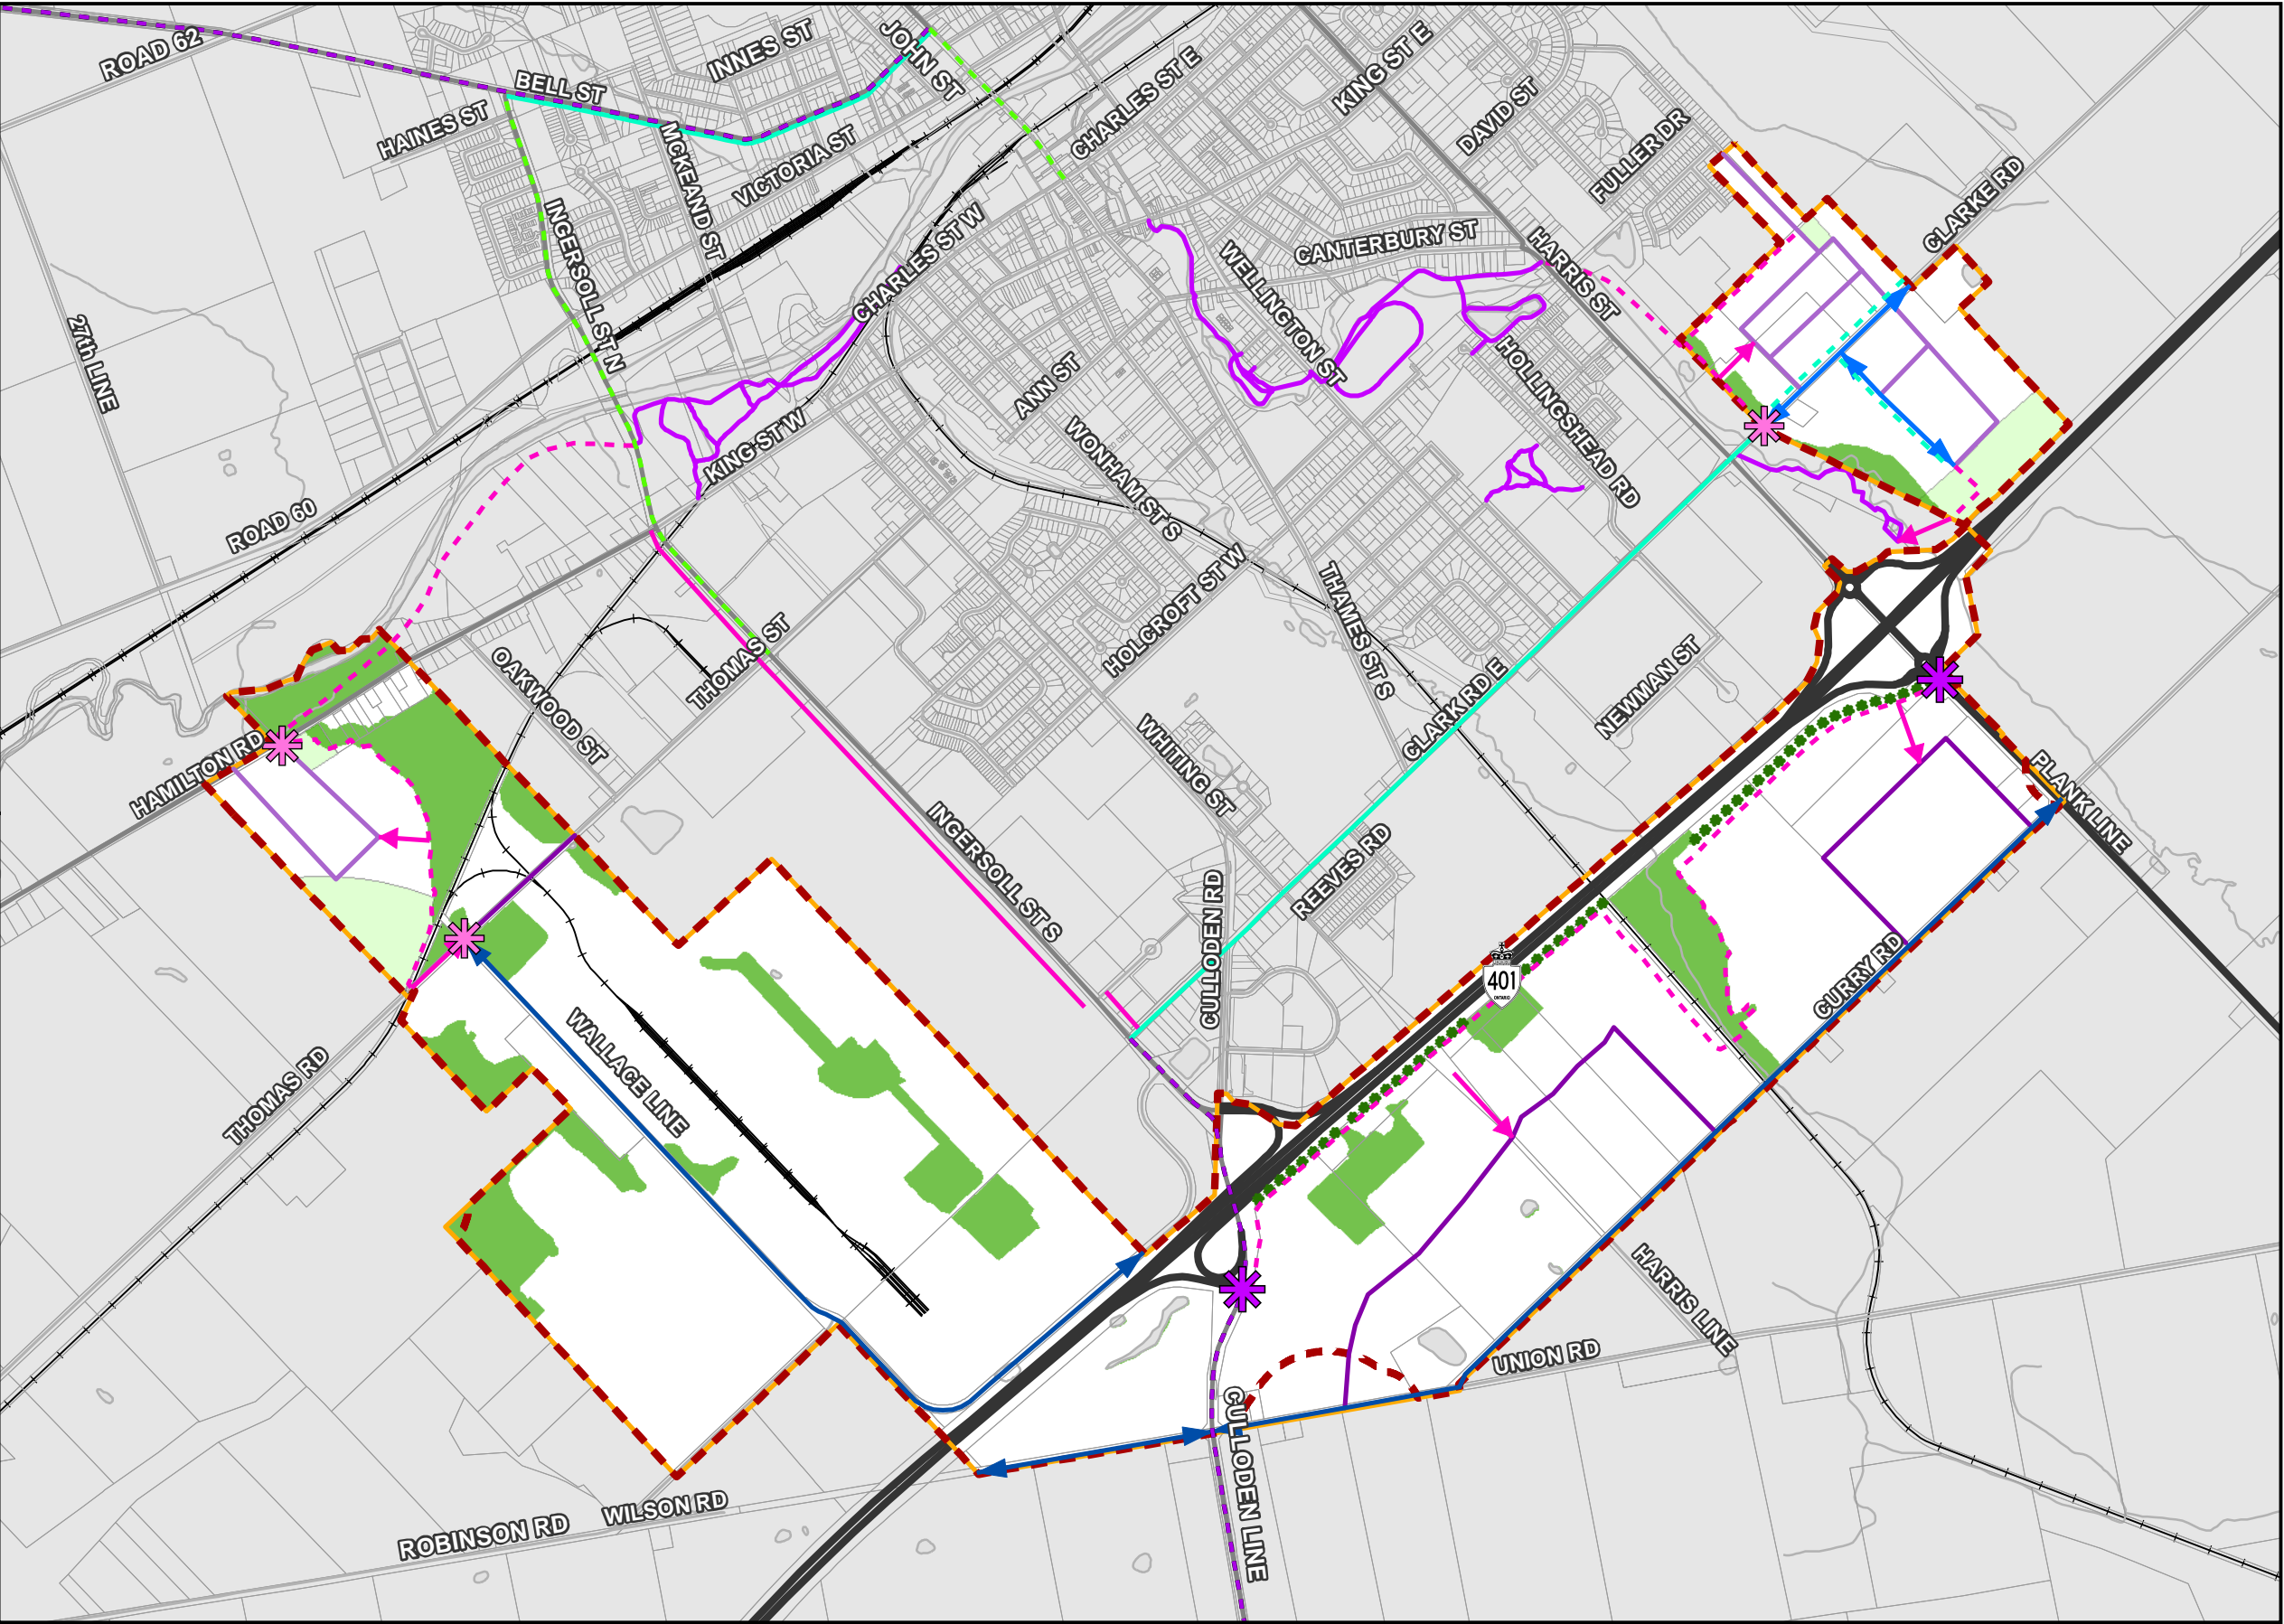 ROAD 62
BELL ST
INNES ST
JOHN ST
HAINES ST
MCKEAND ST
VICTORIA ST
CHARLES ST E
KING ST E
DAVID ST
FULLER DR
CLARKE RD
INGERSOLL ST N
CHARLES ST W
WELLINGTON ST
CANTERBURY ST
HARRIS ST
27th LINE
ANN ST
HOLLINGSHEAD RD
KING ST W
WONHAM ST S
ROAD 60
HOLCROFT ST W
THAMES ST S
OAKWOOD ST
THOMAS ST
CLARK RD E
NEWMAN ST
HAMILTON RD
WHITING ST
PLANK LINE
INGERSOLL ST S
CULLODEN RD
REEVES RD
401
ONTARIO
CURRY RD
WALLACE LINE
THOMAS RD
HARRIS LINE
UNION RD
CULLODEN LINE
ROBINSON RD
WILSON RD